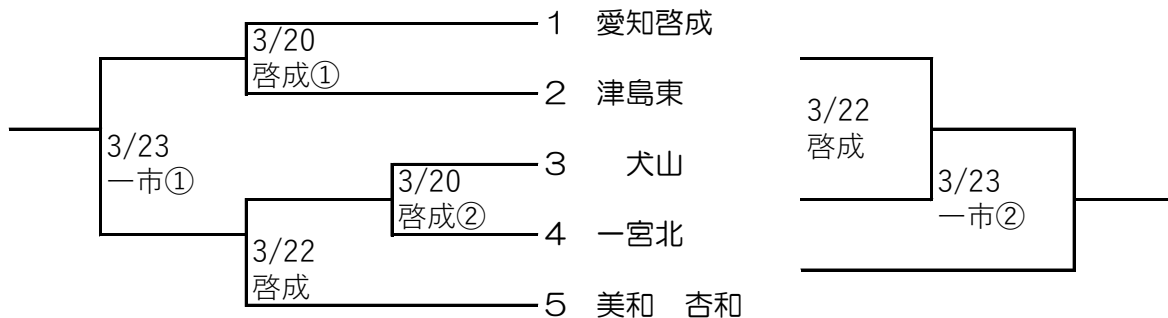 1 愛知啓成
3/20
啓成①
2 津島東
3/22
啓成
3/23
一市①
3 犬山
3/20
啓成②
3/23
一市②
4 一宮北
3/22
啓成
5 美和 杏和